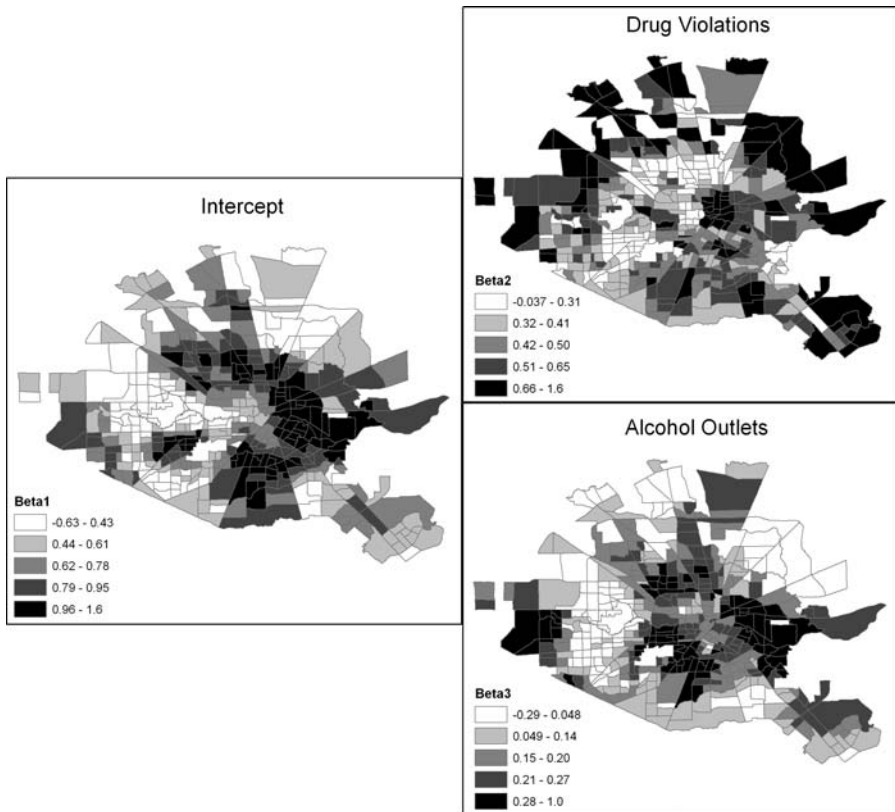 Drug Violations
Beta2
-0.037 - 0.31
0.32 - 0.41
0.42 - 0.50
0.51 - 0.65
0.66 - 1.6
Intercept
Beta1
-0.63 - 0.43
0.44 - 0.61
0.62 - 0.78
0.79 - 0.95
0.96 - 1.6
Alcohol Outlets
Beta3
-0.29 - 0.048
0.049 - 0.14
0.15 - 0.20
0.21 - 0.27
0.28 - 1.0